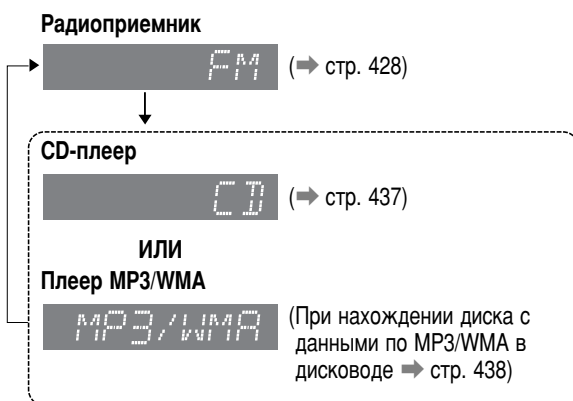 Радиоприемник
FM (➡ стр. 428)
CD-плеер
CD (➡ стр. 437)
ИЛИ
Плеер MP3/WMA
MP3/WMA (При нахождении диска с
данными по MP3/WMA в
дисководе ➡ стр. 438)